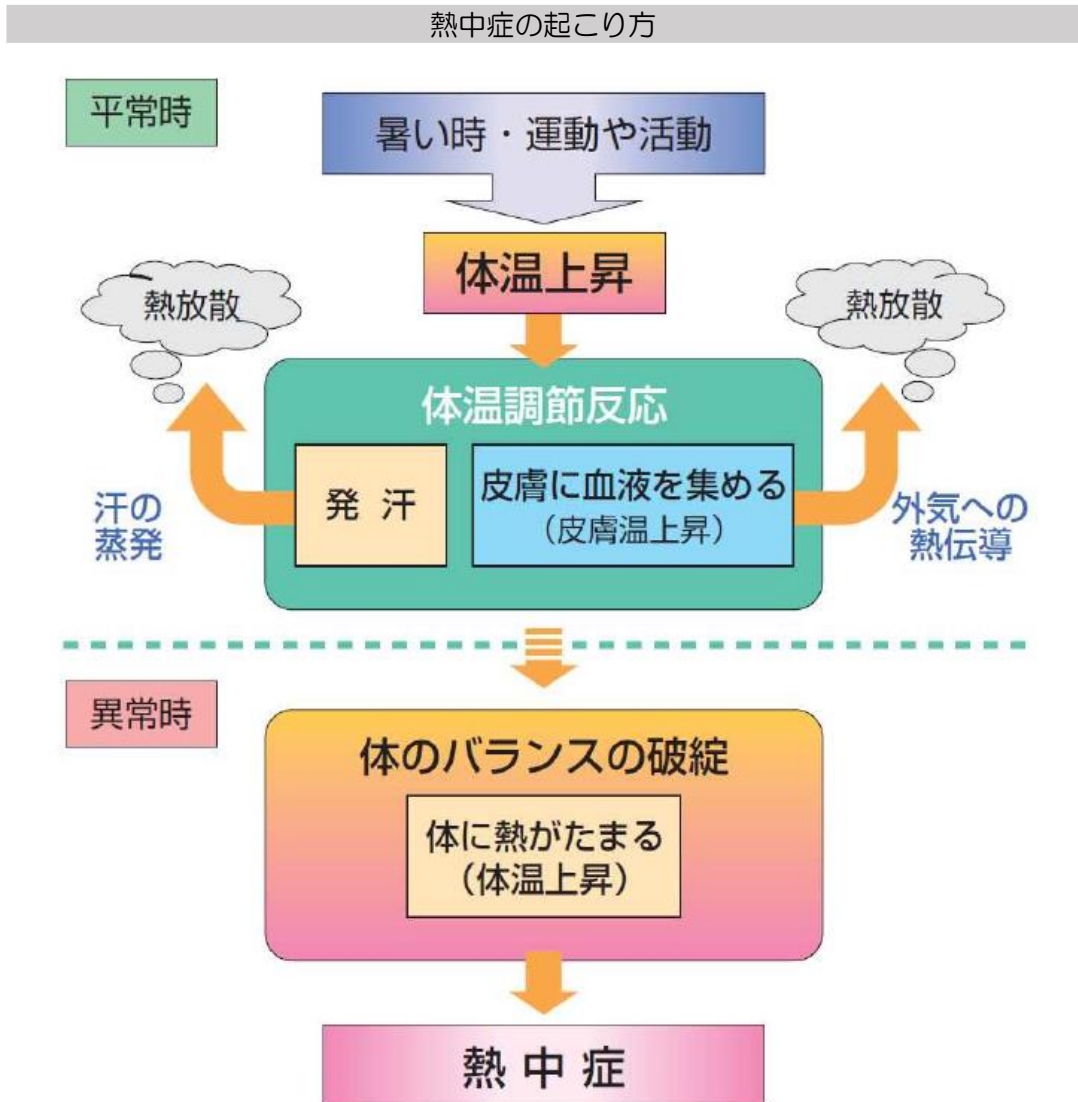 熱中症の起こり方
平常時
暑い時・運動や活動
体温上昇
熱放散
熱放散
体温調節反応
発 汗
皮膚に血液を集める
（皮膚温上昇）
汗の
蒸発
外気への
熱伝導
異常時
体のバランスの破綻
体に熱がたまる
（体温上昇）
熱 中 症